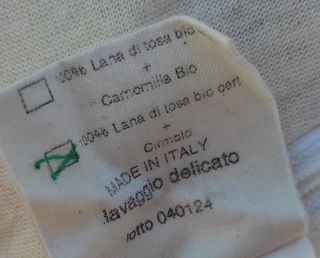 100% Lana di tosa bio
+
Camomilla Bio
100% Lana di tosa bio cert.
+
Cirmolo
MADE IN ITALY
lavaggio delicato
lotto 040124